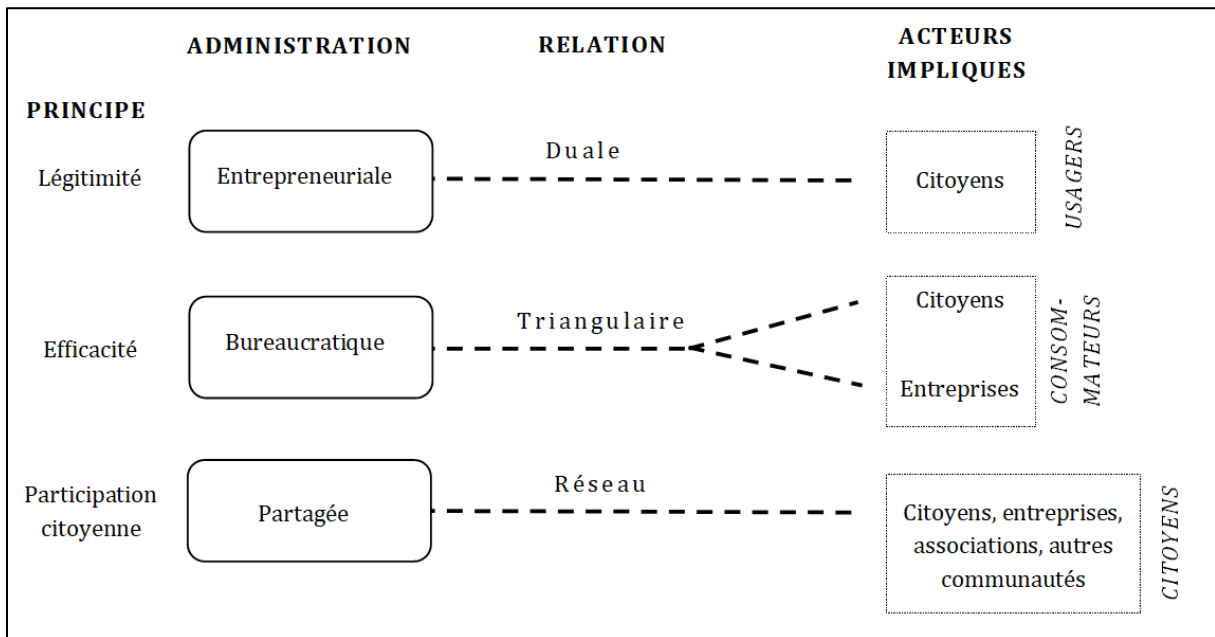 ADMINISTRATION
RELATION
ACTEURS
IMPLIQUES
PRINCIPE
Légitimité
Entrepreneuriale
Duale
Citoyens
USAGERS
Efficacité
Bureaucratique
Triangulaire
Citoyens
Entreprises
CONSOM-
MATEURS
Participation
citoyenne
Partagée
Réseau
Citoyens, entreprises,
associations, autres
communautés
CITOYENS